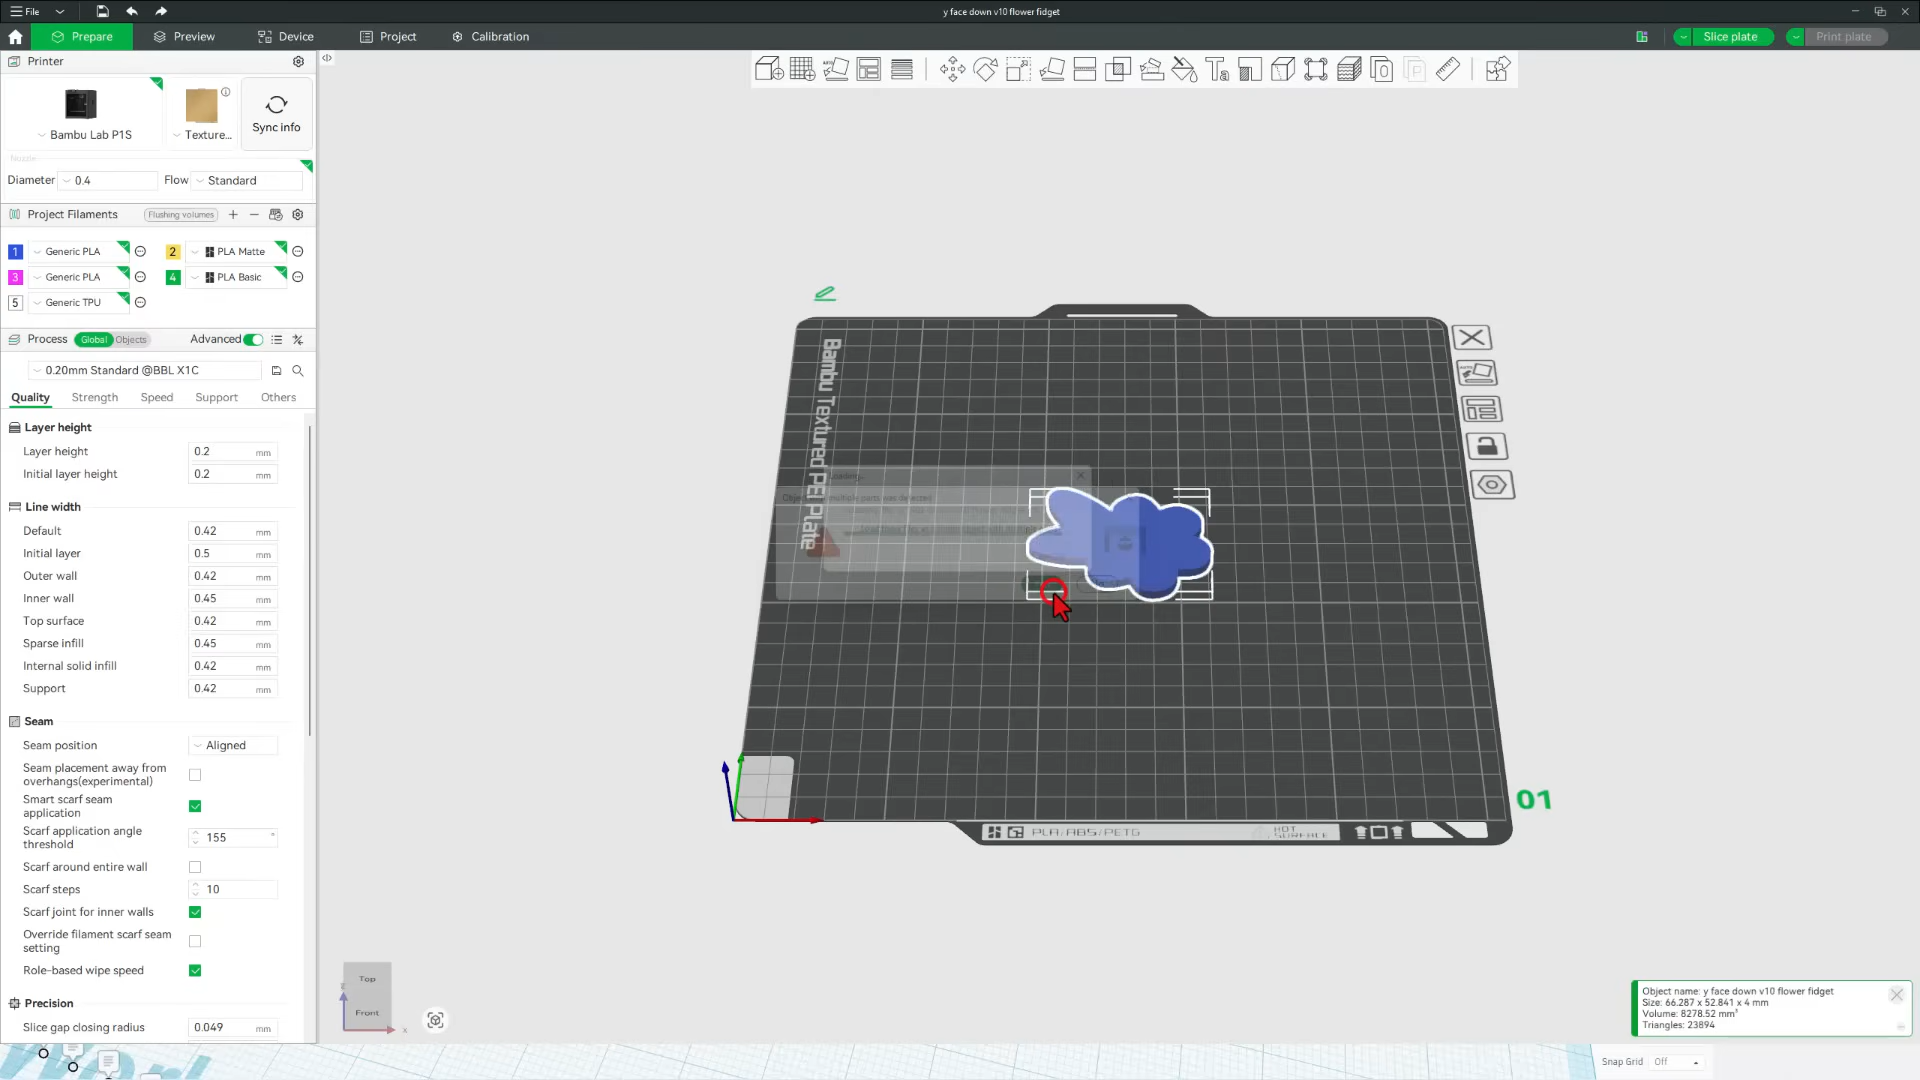 File
y face down v10 flower fidget
Prepare
Preview
Device
Project
Calibration
Slice plate
Print plate
Printer
Bambu Lab P1S
Texture...
Sync info
Nozzle
Diameter
0.4
Flow
Standard
Project Filaments
Flushing volumes
1
Generic PLA
2
PLA Matte
3
Generic PLA
4
PLA Basic
5
Generic TPU
Process
Global
Objects
Advanced
0.20mm Standard @BBL X1C
Quality
Strength
Speed
Support
Others
Layer height
Layer height
0.2
mm
Initial layer height
0.2
mm
Line width
Default
0.42
mm
Initial layer
0.5
mm
Outer wall
0.42
mm
Inner wall
0.45
mm
Top surface
0.42
mm
Sparse infill
0.45
mm
Internal solid infill
0.42
mm
Support
0.42
mm
Seam
Seam position
Aligned
Seam placement away from
overhangs(experimental)
Smart scarf seam
application
Scarf application angle
threshold
155
°
Scarf around entire wall
Scarf steps
10
Scarf joint for inner walls
Override filament scarf seam
setting
Role-based wipe speed
Precision
Slice gap closing radius
0.049
mm
Bambu Textured PEI Plate
Loading...
AUTO
PLA/ABS/PETG
HOT
SURFACE
01
Top
Front
x
Object name: y face down v10 flower fidget
Size: 66.287 x 52.841 x 4 mm
Volume: 8278.52 mm³
Triangles: 23894
Snap Grid
Off